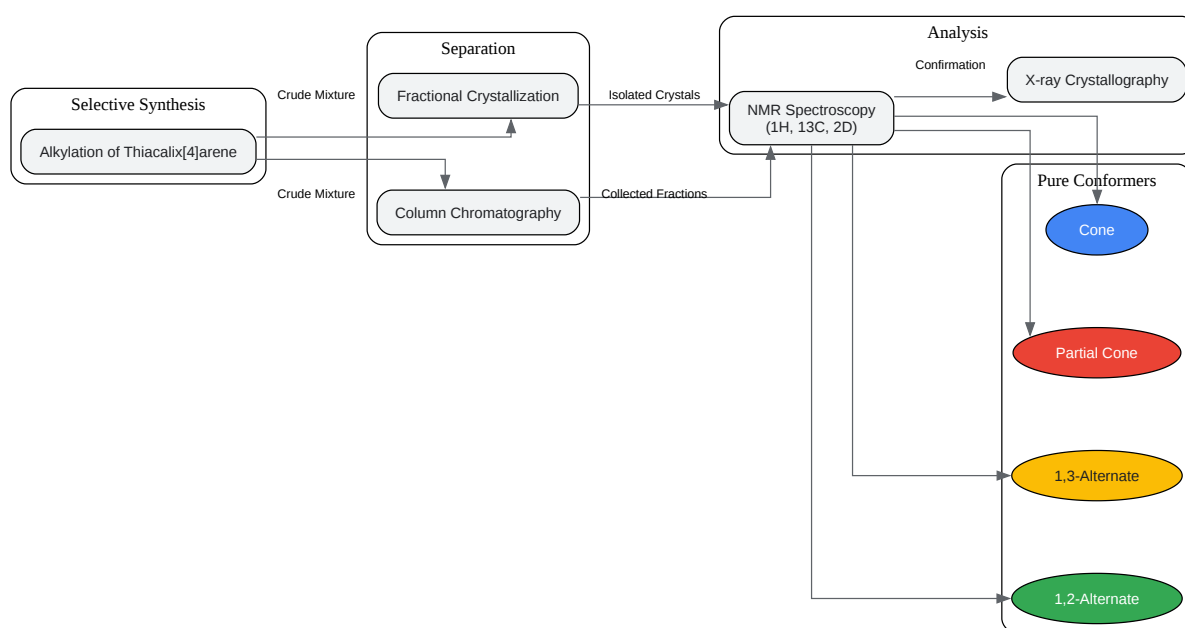 Selective Synthesis
Alkylation of Thiacalix[4]arene
Crude Mixture
Crude Mixture
Separation
Fractional Crystallization
Column Chromatography
Isolated Crystals
Collected Fractions
Analysis
NMR Spectroscopy
(1H, 13C, 2D)
Confirmation
X-ray Crystallography
Pure Conformers
Cone
Partial Cone
1,3-Alternate
1,2-Alternate